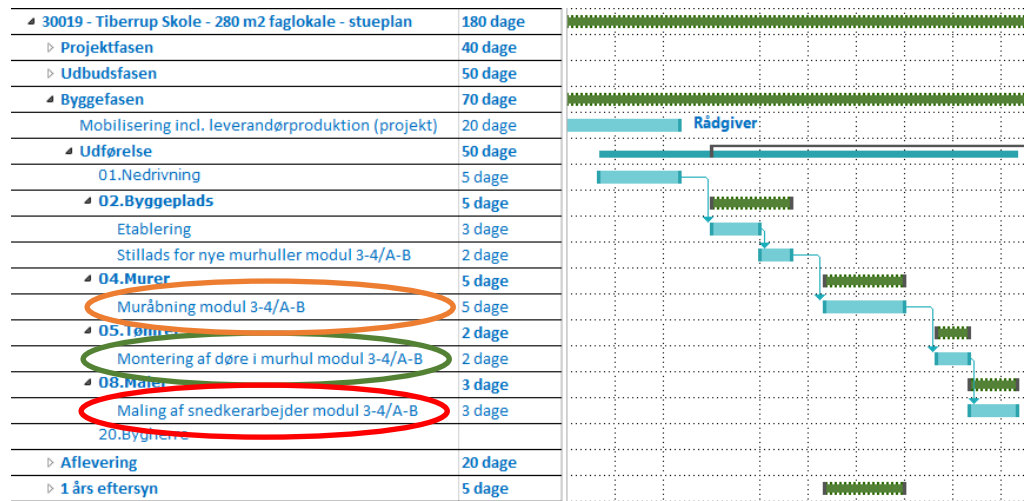 30019 - Tiberrup Skole - 280 m2 faglokale - stueplan 180 dage
Projektfasen 40 dage
Udbudsfasen 50 dage
Byggefasen 70 dage
Mobilisering incl. leverandørproduktion (projekt) 20 dage Rådgiver
Udførelse 50 dage
01.Nedrivning 5 dage
02.Byggeplads 5 dage
Etablering 3 dage
Stillads for nye murhuller modul 3-4/A-B 2 dage
04.Murer 5 dage
Muråbning modul 3-4/A-B 5 dage
05.Tømrer 2 dage
Montering af døre i murhul modul 3-4/A-B 2 dage
08.Maler 3 dage
Maling af snedkerarbejder modul 3-4/A-B 3 dage
20.Bygherre
Aflevering 20 dage
1 års eftersyn 5 dage